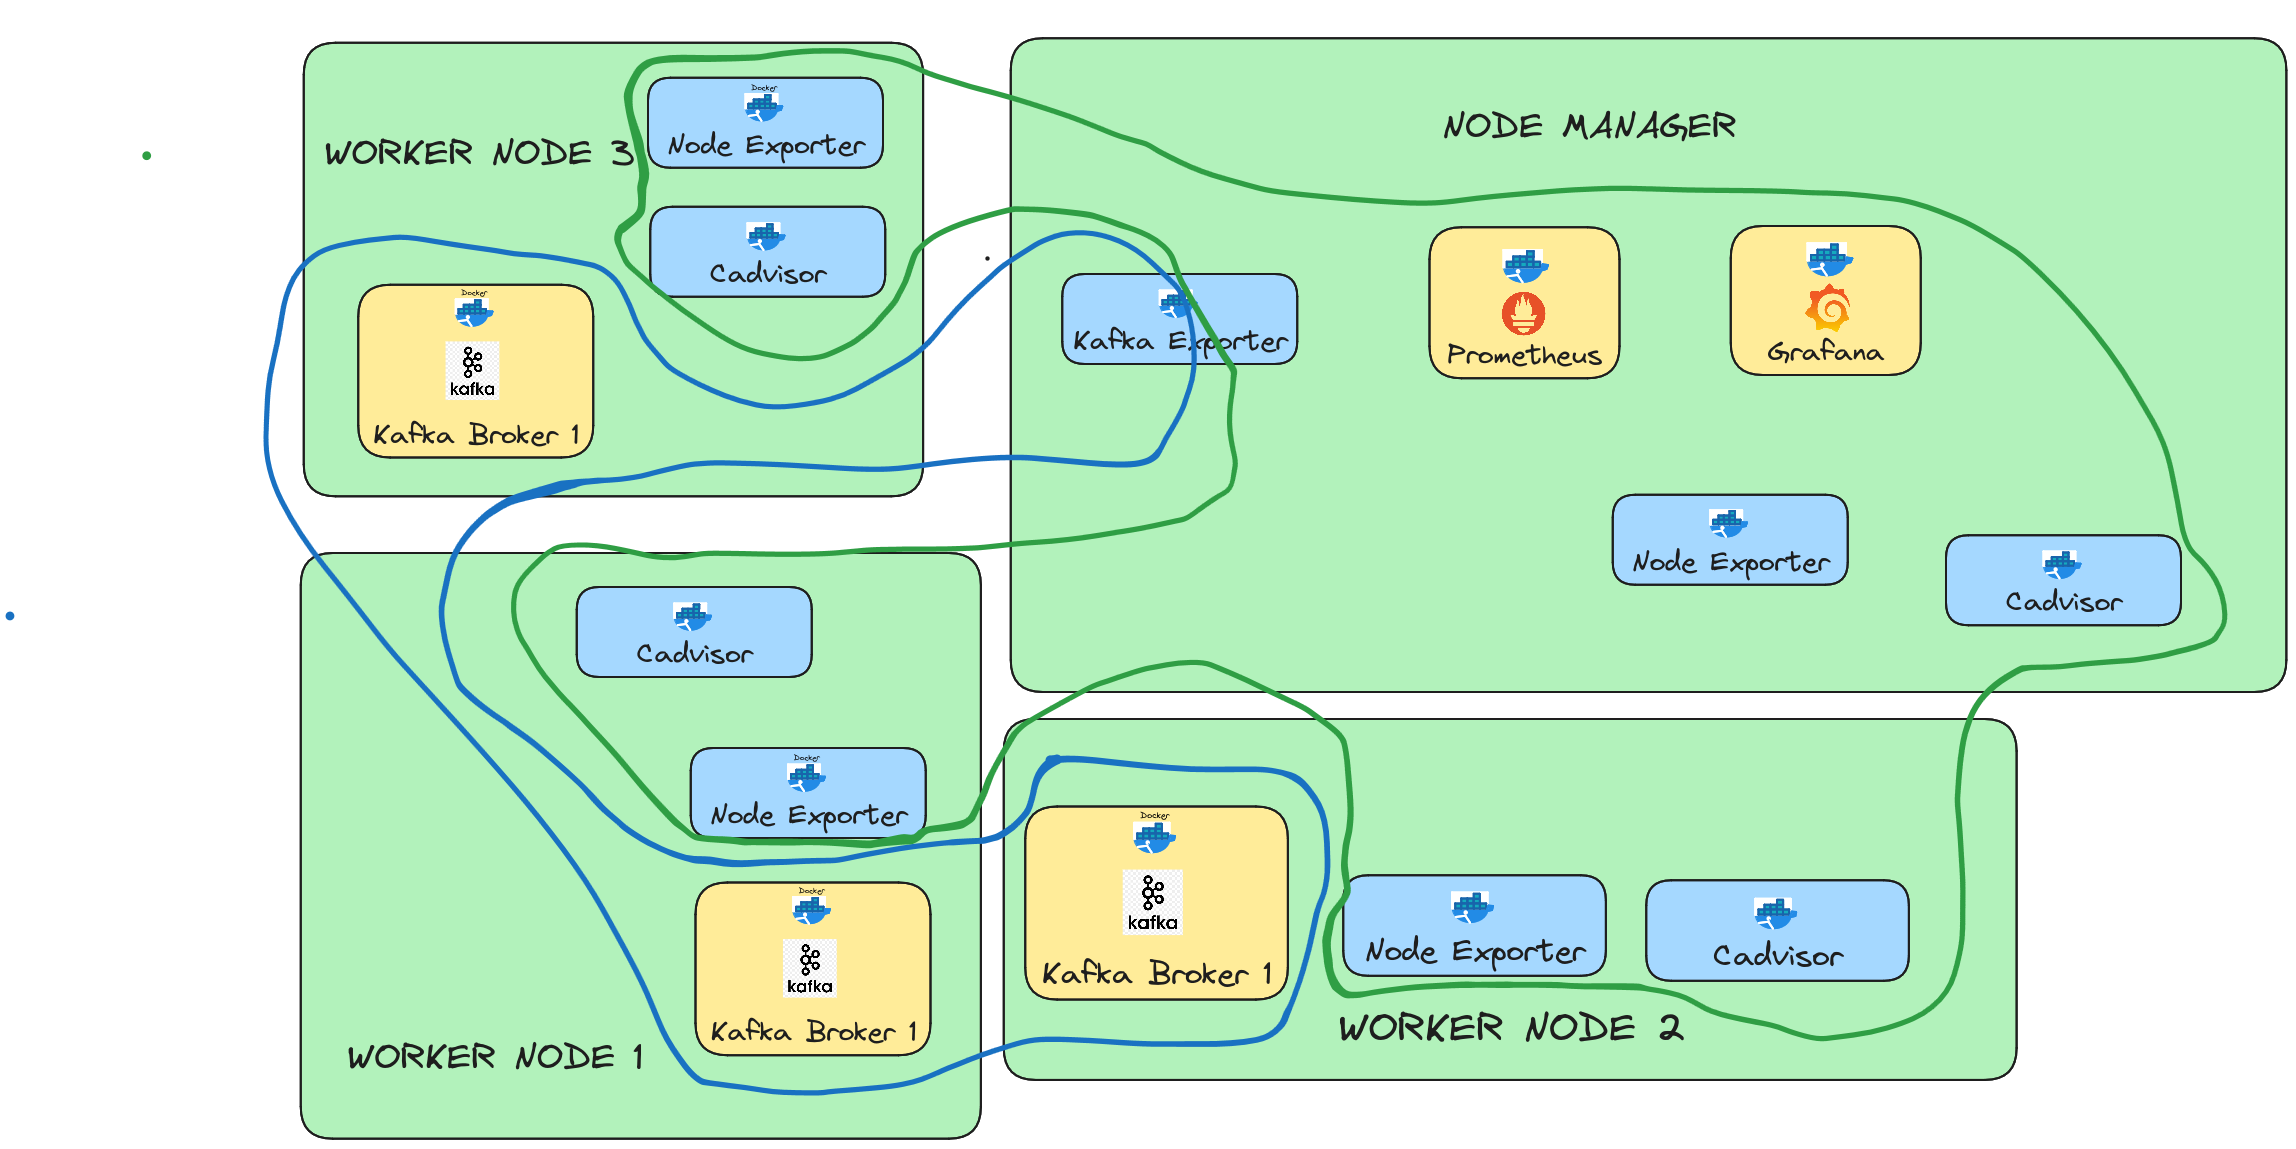 WORKER NODE 3
Docker
Node Exporter
Cadvisor
Docker
kafka
Kafka Broker 1
NODE MANAGER
Kafka Exporter
Prometheus
Grafana
Node Exporter
Cadvisor
Cadvisor
Docker
Node Exporter
Docker
kafka
Kafka Broker 1
WORKER NODE 1
Docker
kafka
Kafka Broker 1
Node Exporter
Cadvisor
WORKER NODE 2